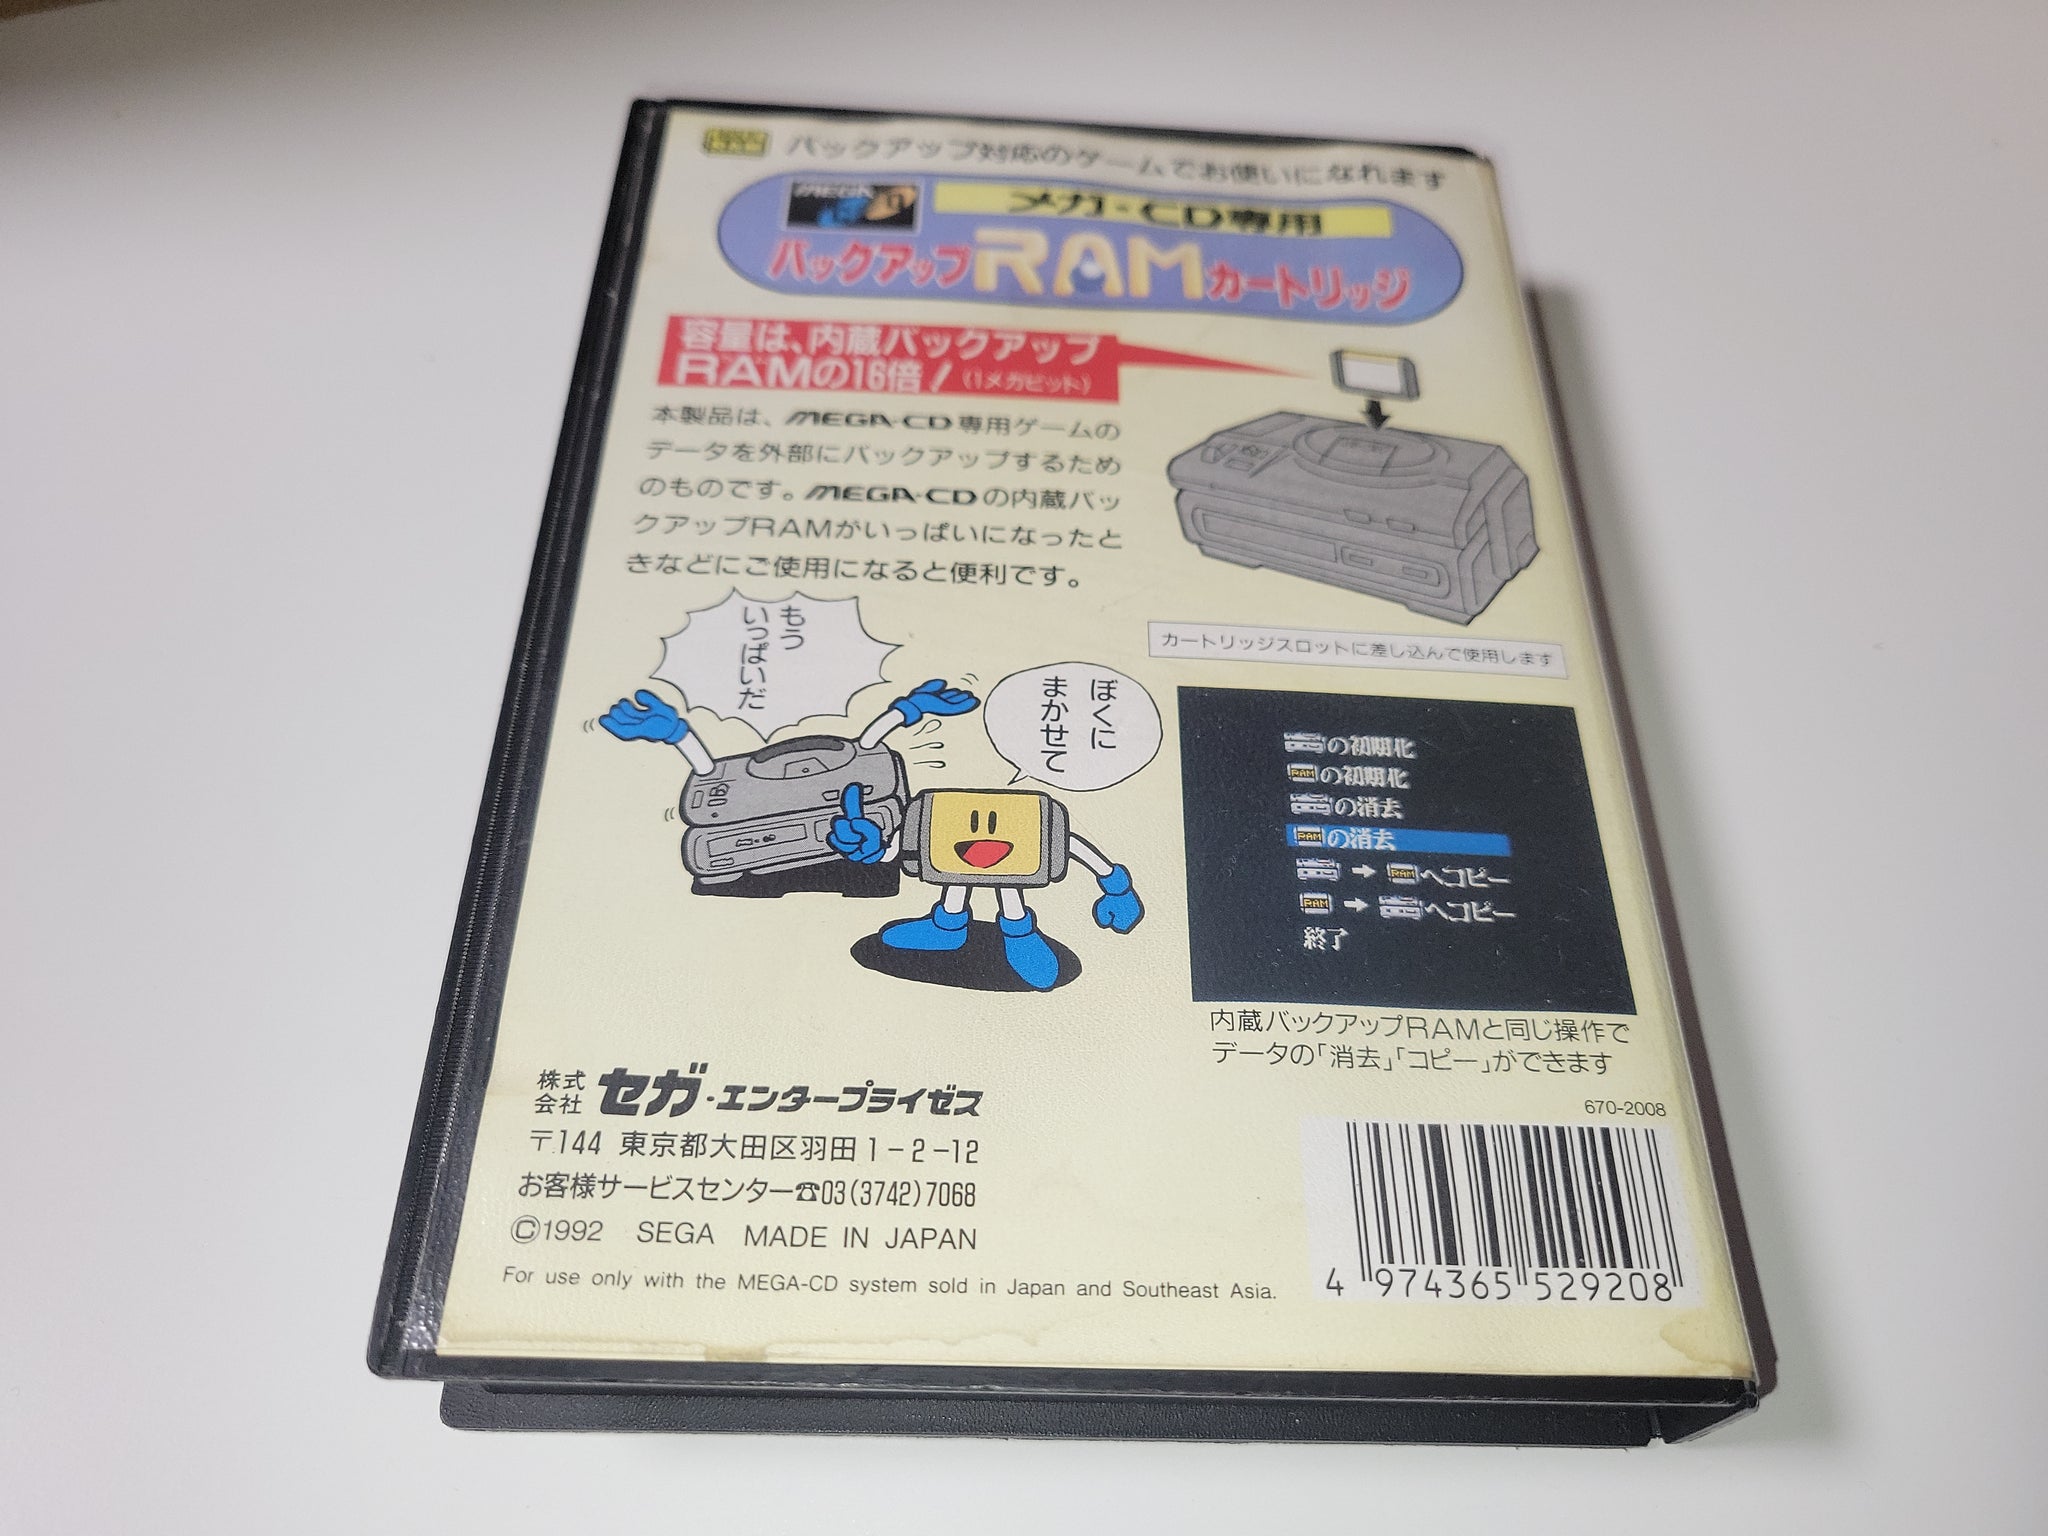 バックアップ対応のゲームでお使いになれます
MEGA
メガ・CD専用
バックアップRAMカートリッジ
容量は、内蔵バックアップ
RAMの16倍!(1メガビット)
本製品は、MEGA-CD専用ゲームの
データを外部にバックアップするため
のものです。MEGA-CDの内蔵バッ
クアップRAMがいっぱいになったと
きなどにご使用になると便利です。
カートリッジスロットに差し込んで使用します
もう
いっぱいだ
ぼくに
まかせて
の初期化
RAMの初期化
の消去
RAMの消去
➡RAMへコピー
RAM➡へコピー
終了
内蔵バックアップRAMと同じ操作で
データの「消去」「コピー」ができます
株式会社 セガ・エンタープライゼス
〒144 東京都大田区羽田1-2-12
お客様サービスセンター☎03(3742)7068
©1992 SEGA MADE IN JAPAN
For use only with the MEGA-CD system sold in Japan and Southeast Asia.
670-2008
4 974365 529208